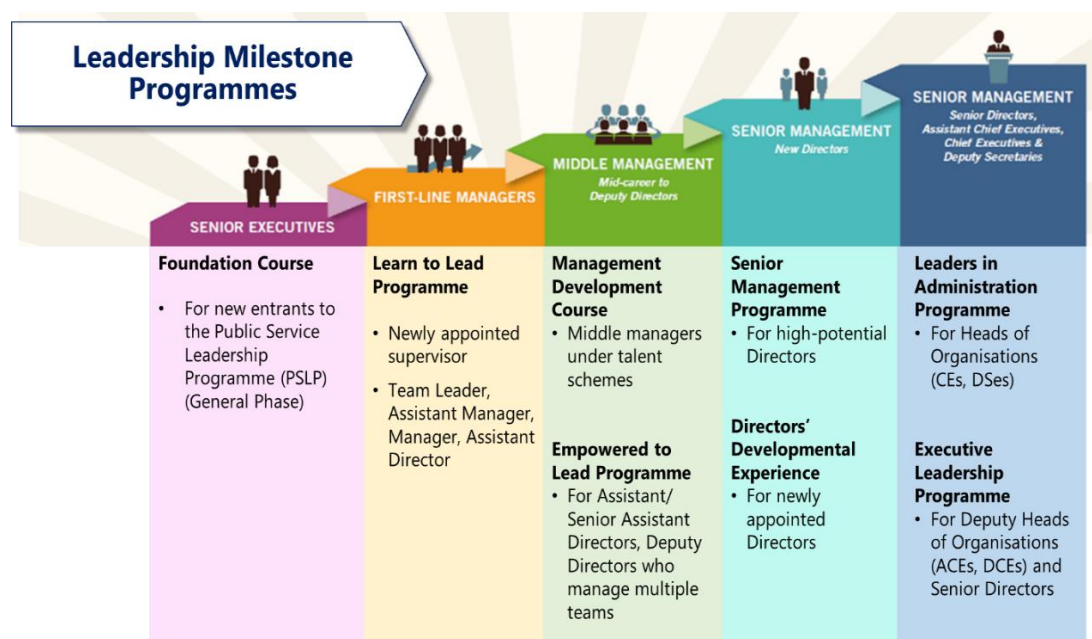 Leadership Milestone
Programmes
SENIOR EXECUTIVES
Foundation Course
• For new entrants to
the Public Service
Leadership
Programme (PSLP)
(General Phase)
FIRST-LINE MANAGERS
Learn to Lead
Programme
• Newly appointed
supervisor
• Team Leader,
Assistant Manager,
Manager, Assistant
Director
MIDDLE MANAGEMENT
Mid-career to
Deputy Directors
Management
Development
Course
• Middle managers
under talent
schemes
Empowered to
Lead Programme
• For Assistant/
Senior Assistant
Directors, Deputy
Directors who
manage multiple
teams
SENIOR MANAGEMENT
New Directors
Senior
Management
Programme
• For high-potential
Directors
Directors’
Developmental
Experience
• For newly
appointed
Directors
SENIOR MANAGEMENT
Senior Directors,
Assistant Chief Executives,
Chief Executives &
Deputy Secretaries
Leaders in
Administration
Programme
• For Heads of
Organisations
(CEs, DSes)
Executive
Leadership
Programme
• For Deputy Heads
of Organisations
(ACEs, DCEs) and
Senior Directors